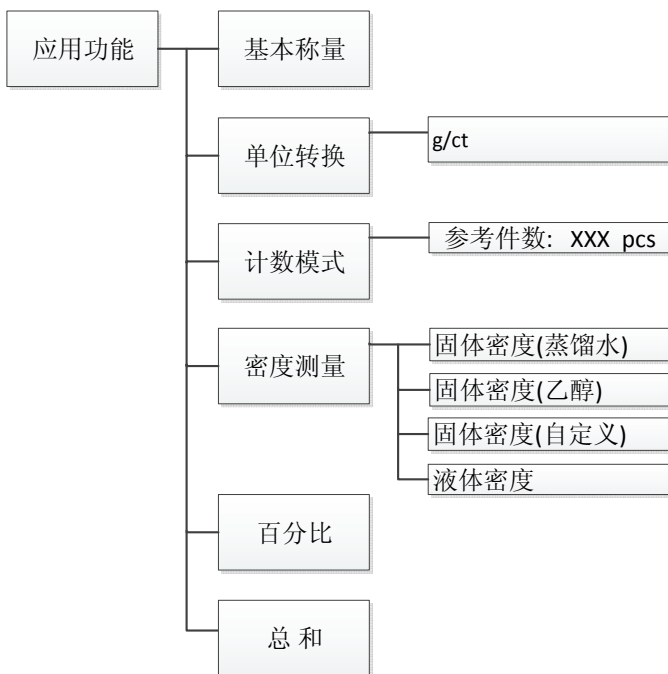 应用功能
基本称量
单位转换
g/ct
计数模式
参考件数: XXX pcs
密度测量
固体密度(蒸馏水)
固体密度(乙醇)
固体密度(自定义)
液体密度
百分比
总 和